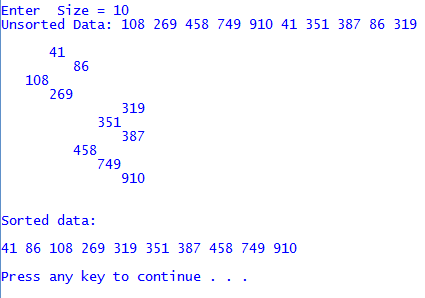 Enter  Size = 10
Unsorted Data: 108 269 458 749 910 41 351 387 86 319
41
86
108
269
319
351
387
458
749
910
Sorted data:
41 86 108 269 319 351 387 458 749 910
Press any key to continue . . .